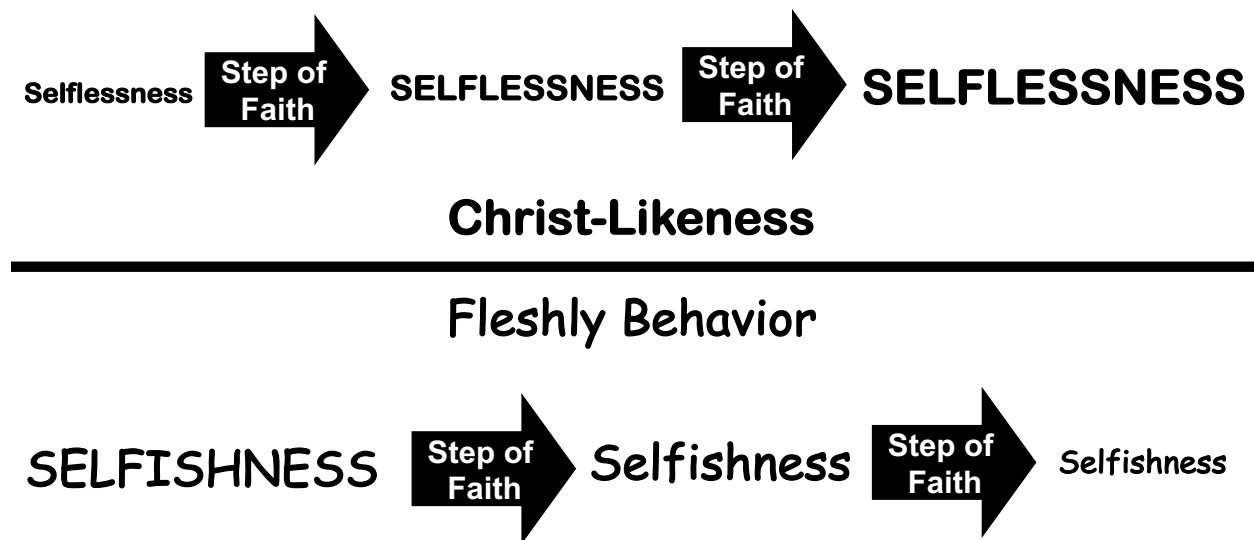 Selflessness
Step of
Faith
SELFLESSNESS
Step of
Faith
SELFLESSNESS
Christ-Likeness
Fleshly Behavior
SELFISHNESS
Step of
Faith
Selfishness
Step of
Faith
Selfishness